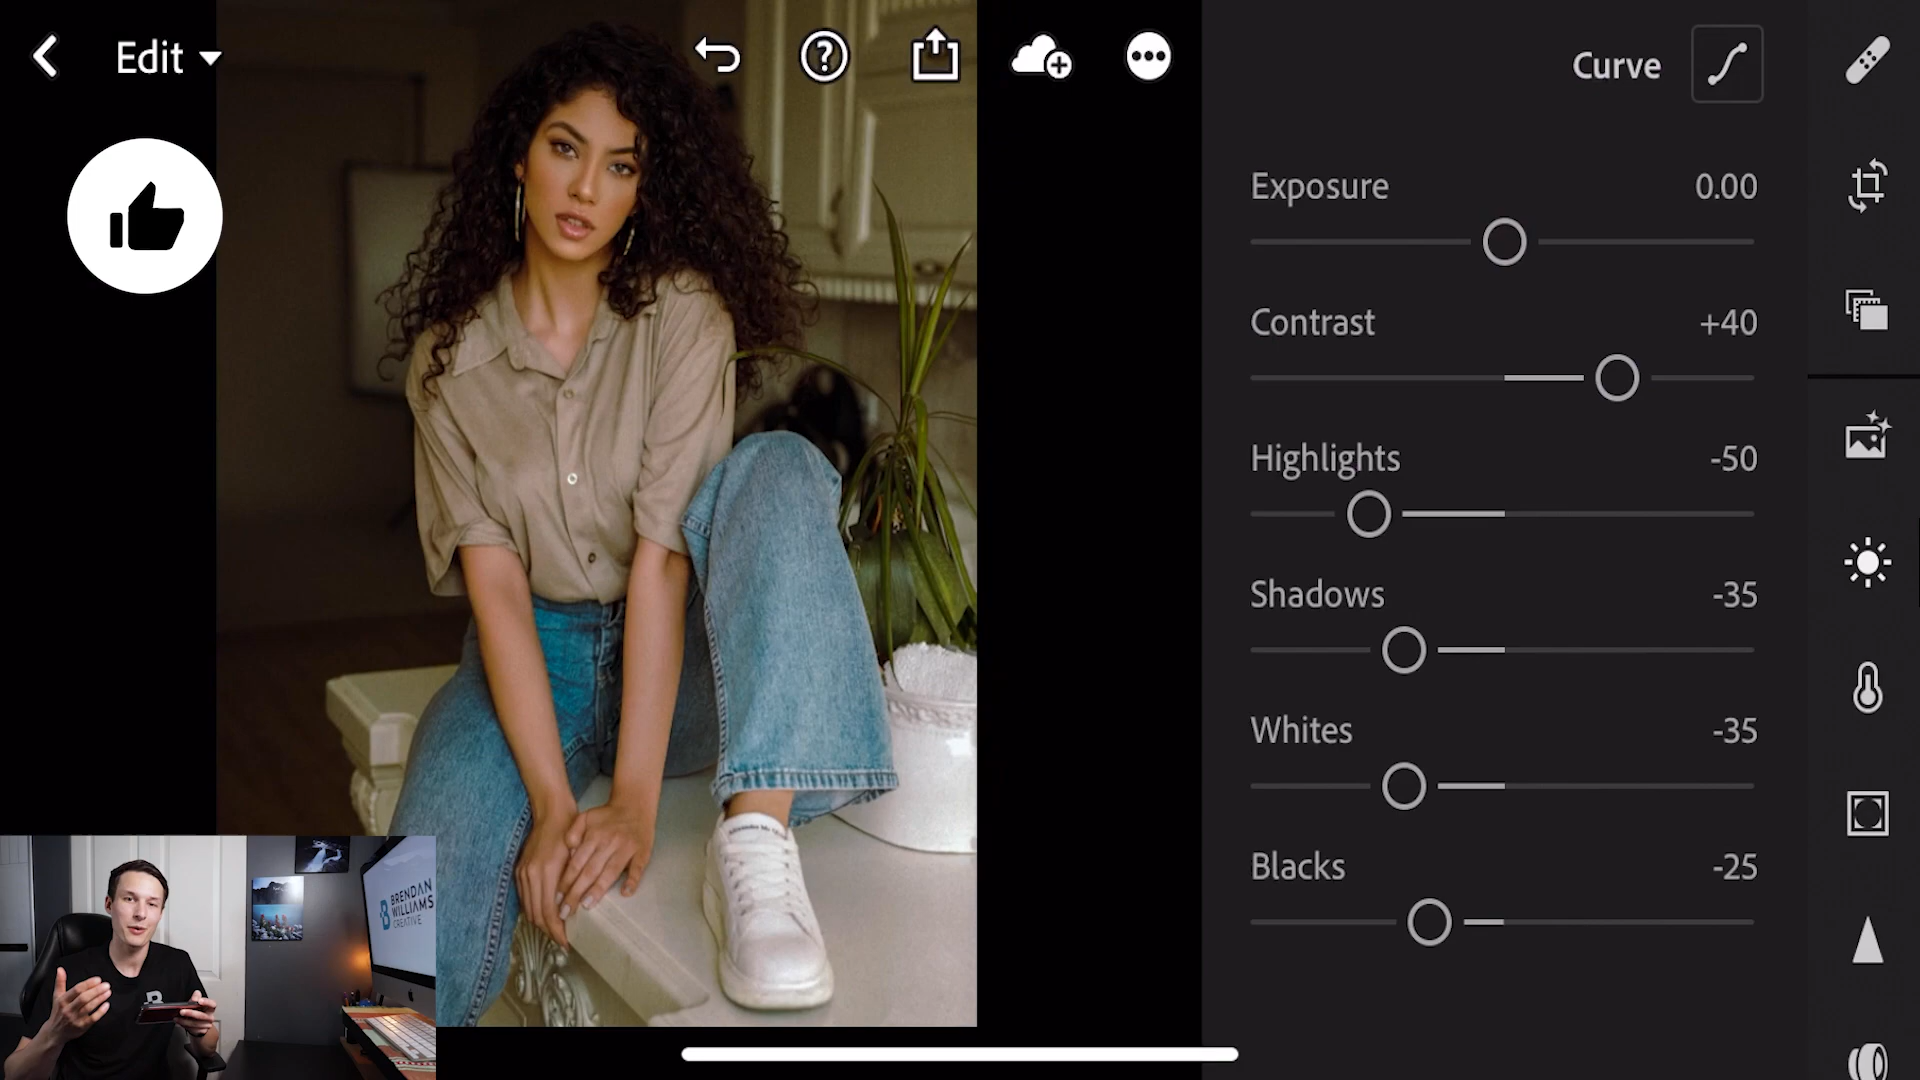 Edit
Curve
Exposure 0.00
Contrast +40
Highlights -50
Shadows -35
Whites -35
Blacks -25
BRENDAN
WILLIAMS
CREATIVE